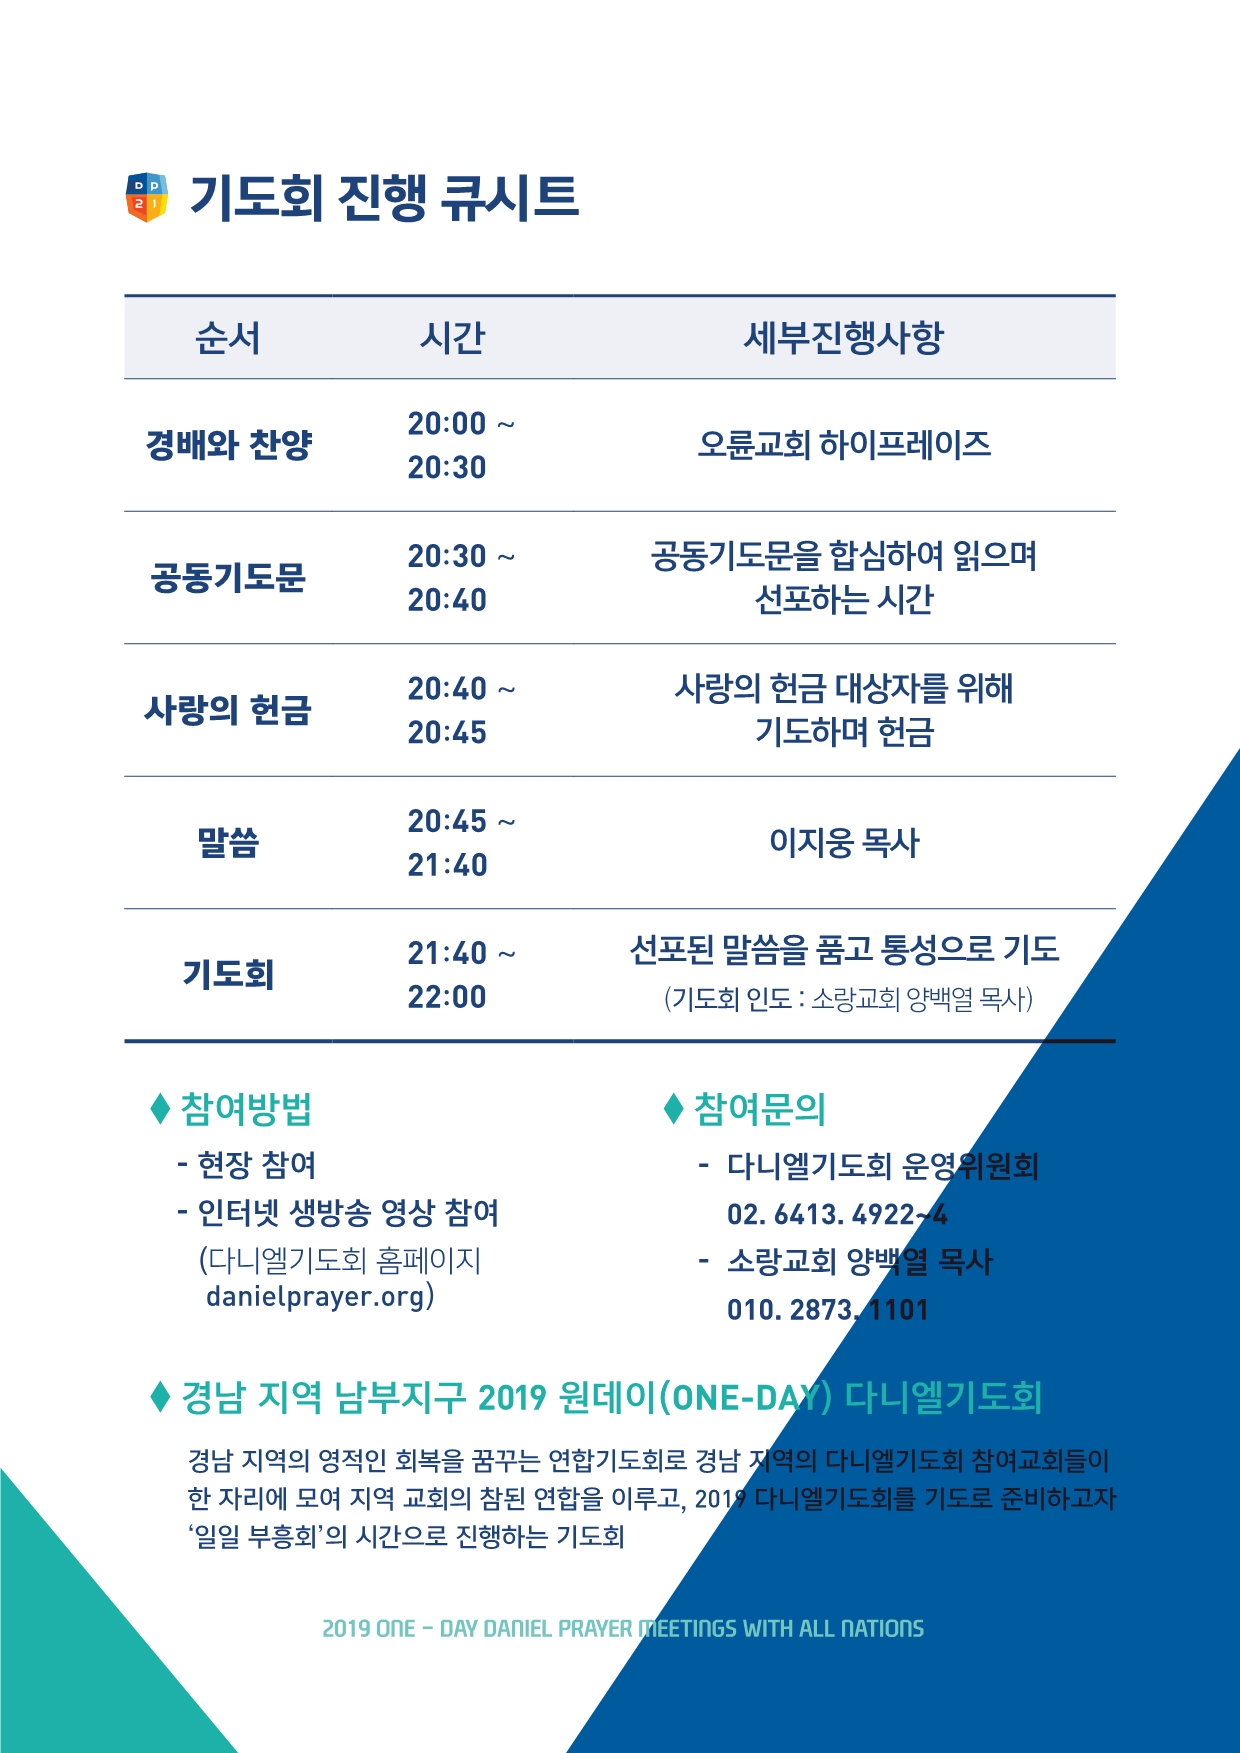 DP
21
기도회 진행 큐시트
순서 시간 세부진행사항
경배와 찬양
20:00 ~
20:30
오륜교회 하이프레이즈
공동기도문
20:30 ~
20:40
공동기도문을 합심하여 읽으며
선포하는 시간
사랑의 헌금
20:40 ~
20:45
사랑의 헌금 대상자를 위해
기도하며 헌금
말씀
20:45 ~
21:40
이지웅 목사
기도회
21:40 ~
22:00
선포된 말씀을 품고 통성으로 기도
(기도회 인도 : 소랑교회 양백열 목사)
♦ 참여방법
- 현장 참여
- 인터넷 생방송 영상 참여
(다니엘기도회 홈페이지
danielprayer.org)
♦ 참여문의
- 다니엘기도회 운영위원회
02. 6413. 4922~4
- 소랑교회 양백열 목사
010. 2873. 1101
♦ 경남 지역 남부지구 2019 원데이(ONE-DAY) 다니엘기도회
경남 지역의 영적인 회복을 꿈꾸는 연합기도회로 경남 지역의 다니엘기도회 참여교회들이
한 자리에 모여 지역 교회의 참된 연합을 이루고, 2019 다니엘기도회를 기도로 준비하고자
‘일일 부흥회’의 시간으로 진행하는 기도회
2019 ONE - DAY DANIEL PRAYER MEETINGS WITH ALL NATIONS